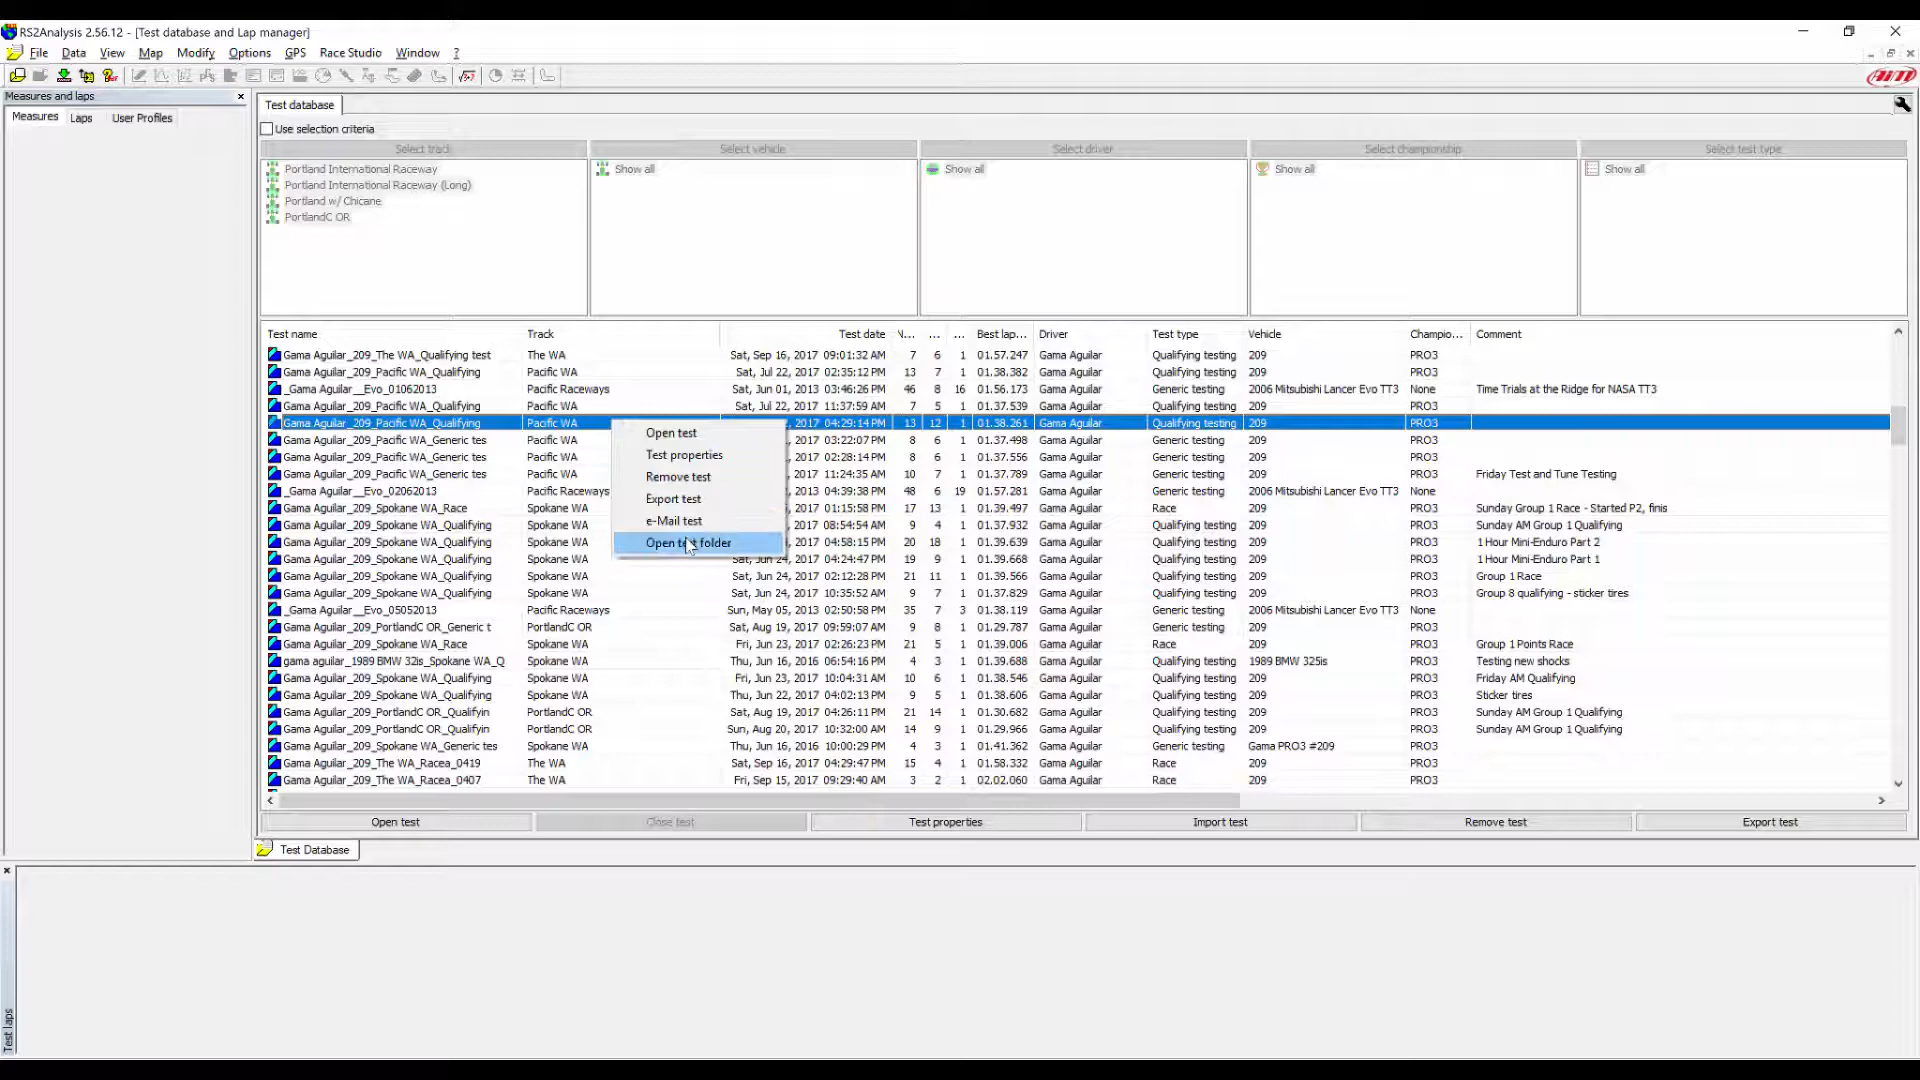 RS2Analysis 2.56.12 - [Test database and Lap manager]
File Data View Map Modify Options GPS Race Studio Window ?
AiM
Measures and laps
Measures Laps User Profiles
Test database
Use selection criteria
Select track Select vehicle Select driver Select championship Select test type
Portland International Raceway Show all Show all Show all Show all
Portland International Raceway (Long)
Portland w/ Chicane
PortlandC OR
Test name Track Test date N... ... ... Best lap... Driver Test type Vehicle Champio... Comment
Gama Aguilar_209_The WA_Qualifying test The WA Sat, Sep 16, 2017 09:01:32 AM 7 6 1 01.57.247 Gama Aguilar Qualifying testing 209 PRO3
Gama Aguilar_209_Pacific WA_Qualifying Pacific WA Sat, Jul 22, 2017 02:35:12 PM 13 7 1 01.38.382 Gama Aguilar Qualifying testing 209 PRO3
_Gama Aguilar__Evo_01062013 Pacific Raceways Sat, Jun 01, 2013 03:46:26 PM 46 8 16 01.56.173 Gama Aguilar Generic testing 2006 Mitsubishi Lancer Evo TT3 None Time Trials at the Ridge for NASA TT3
Gama Aguilar_209_Pacific WA_Qualifying Pacific WA Sat, Jul 22, 2017 11:37:59 AM 7 5 1 01.37.539 Gama Aguilar Qualifying testing 209 PRO3
Gama Aguilar_209_Pacific WA_Qualifying Pacific WA 2017 04:29:14 PM 13 12 1 01.38.261 Gama Aguilar Qualifying testing 209 PRO3
Gama Aguilar_209_Pacific WA_Generic tes Pacific WA 2017 03:22:07 PM 8 6 1 01.37.498 Gama Aguilar Generic testing 209 PRO3
Gama Aguilar_209_Pacific WA_Generic tes Pacific WA 2017 02:28:14 PM 8 6 1 01.37.556 Gama Aguilar Generic testing 209 PRO3
Gama Aguilar_209_Pacific WA_Generic tes Pacific WA 2017 11:24:35 AM 10 7 1 01.37.789 Gama Aguilar Generic testing 209 PRO3 Friday Test and Tune Testing
_Gama Aguilar__Evo_02062013 Pacific Raceways 04:39:38 PM 48 6 19 01.57.281 Gama Aguilar Generic testing 2006 Mitsubishi Lancer Evo TT3 None
Gama Aguilar_209_Spokane WA_Race Spokane WA 2017 01:15:58 PM 17 13 1 01.39.497 Gama Aguilar Race 209 PRO3 Sunday Group 1 Race - Started P2, finis
Gama Aguilar_209_Spokane WA_Qualifying Spokane WA 2017 08:54:54 AM 9 4 1 01.37.932 Gama Aguilar Qualifying testing 209 PRO3 Sunday AM Group 1 Qualifying
Gama Aguilar_209_Spokane WA_Qualifying Spokane WA 2017 04:58:15 PM 20 18 1 01.39.639 Gama Aguilar Qualifying testing 209 PRO3 1 Hour Mini-Enduro Part 2
Gama Aguilar_209_Spokane WA_Qualifying Spokane WA Sat, Jun 24, 2017 04:24:47 PM 19 9 1 01.39.668 Gama Aguilar Qualifying testing 209 PRO3 1 Hour Mini-Enduro Part 1
Gama Aguilar_209_Spokane WA_Qualifying Spokane WA Sat, Jun 24, 2017 02:12:28 PM 21 11 1 01.39.566 Gama Aguilar Qualifying testing 209 PRO3 Group 1 Race
Gama Aguilar_209_Spokane WA_Qualifying Spokane WA Sat, Jun 24, 2017 10:35:52 AM 9 7 1 01.37.829 Gama Aguilar Qualifying testing 209 PRO3 Group 8 qualifying - sticker tires
_Gama Aguilar__Evo_05052013 Pacific Raceways Sun, May 05, 2013 02:50:58 PM 35 7 3 01.38.119 Gama Aguilar Generic testing 2006 Mitsubishi Lancer Evo TT3 None
Gama Aguilar_209_PortlandC OR_Generic t PortlandC OR Sat, Aug 19, 2017 09:59:07 AM 9 8 1 01.29.787 Gama Aguilar Generic testing 209 PRO3
Gama Aguilar_209_Spokane WA_Race Spokane WA Fri, Jun 23, 2017 02:26:23 PM 21 5 1 01.39.006 Gama Aguilar Race 209 PRO3 Group 1 Points Race
gama aguilar_1989 BMW 32is_Spokane WA_Q Spokane WA Thu, Jun 16, 2016 06:54:16 PM 4 3 1 01.39.688 Gama Aguilar Qualifying testing 1989 BMW 325is PRO3 Testing new shocks
Gama Aguilar_209_Spokane WA_Qualifying Spokane WA Fri, Jun 23, 2017 10:04:31 AM 10 6 1 01.38.546 Gama Aguilar Qualifying testing 209 PRO3 Friday AM Qualifying
Gama Aguilar_209_Spokane WA_Qualifying Spokane WA Thu, Jun 22, 2017 04:02:13 PM 9 5 1 01.38.606 Gama Aguilar Qualifying testing 209 PRO3 Sticker tires
Gama Aguilar_209_PortlandC OR_Qualifyin PortlandC OR Sat, Aug 19, 2017 04:26:11 PM 21 14 1 01.30.682 Gama Aguilar Qualifying testing 209 PRO3 Sunday AM Group 1 Qualifying
Gama Aguilar_209_PortlandC OR_Qualifyin PortlandC OR Sun, Aug 20, 2017 10:32:00 AM 14 9 1 01.29.966 Gama Aguilar Qualifying testing 209 PRO3 Sunday AM Group 1 Qualifying
Gama Aguilar_209_Spokane WA_Generic tes Spokane WA Thu, Jun 16, 2016 10:00:29 PM 4 3 1 01.41.362 Gama Aguilar Generic testing Gama PRO3 #209 PRO3
Gama Aguilar_209_The WA_Racea_0419 The WA Sat, Sep 16, 2017 04:29:47 PM 15 4 1 01.58.332 Gama Aguilar Race 209 PRO3
Gama Aguilar_209_The WA_Racea_0407 The WA Fri, Sep 15, 2017 09:29:40 AM 3 2 1 02.02.060 Gama Aguilar Race 209 PRO3
Open test
Test properties
Remove test
Export test
e-Mail test
Open test folder
Open test Close test Test properties Import test Remove test Export test
Test Database
Test laps